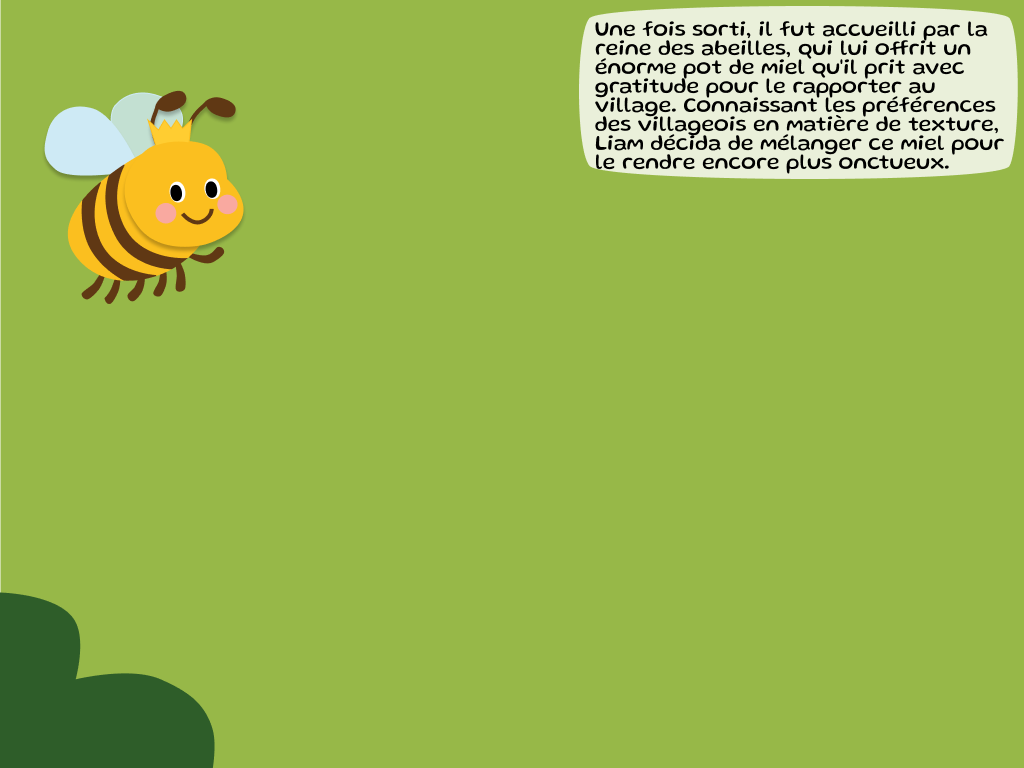 Une fois sorti, il fut accueilli par la
reine des abeilles, qui lui offrit un
énorme pot de miel qu'il prit avec
gratitude pour le rapporter au
village. Connaissant les préférences
des villageois en matière de texture,
Liam décida de mélanger ce miel pour
le rendre encore plus onctueux.